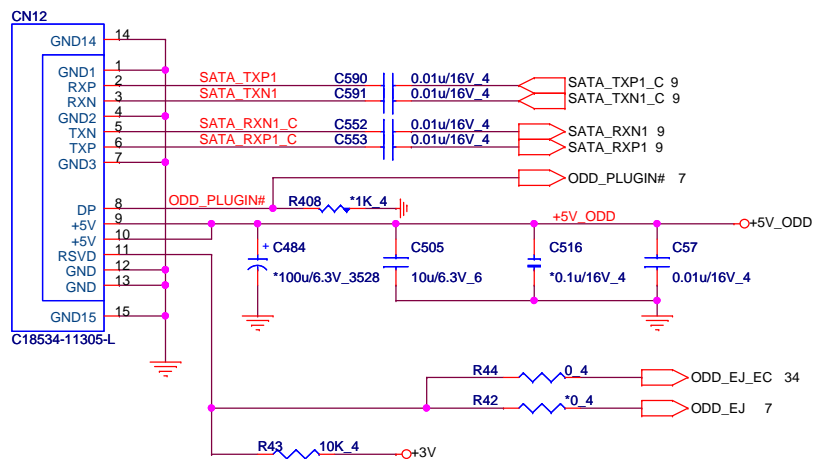 CN12
GND14 14
GND1 1
RXP 2 SATA_TXP1 C590 0.01u/16V_4 SATA_TXP1_C 9
RXN 3 SATA_TXN1 C591 0.01u/16V_4 SATA_TXN1_C 9
GND2 4
TXN 5 SATA_RXN1_C C552 0.01u/16V_4 SATA_RXN1 9
TXP 6 SATA_RXP1_C C553 0.01u/16V_4 SATA_RXP1 9
GND3 7
ODD_PLUGIN# 7
DP 8 ODD_PLUGIN# R408 *1K_4
+5V 9 +5V_ODD +5V_ODD
+5V 10
RSVD 11
GND 12
GND 13
+ C484 C505 C516 C57
*100u/6.3V_3528 10u/6.3V_6 *0.1u/16V_4 0.01u/16V_4
GND15 15
C18534-11305-L
R44 0_4 ODD_EJ_EC 34
R42 *0_4 ODD_EJ 7
R43 10K_4 +3V